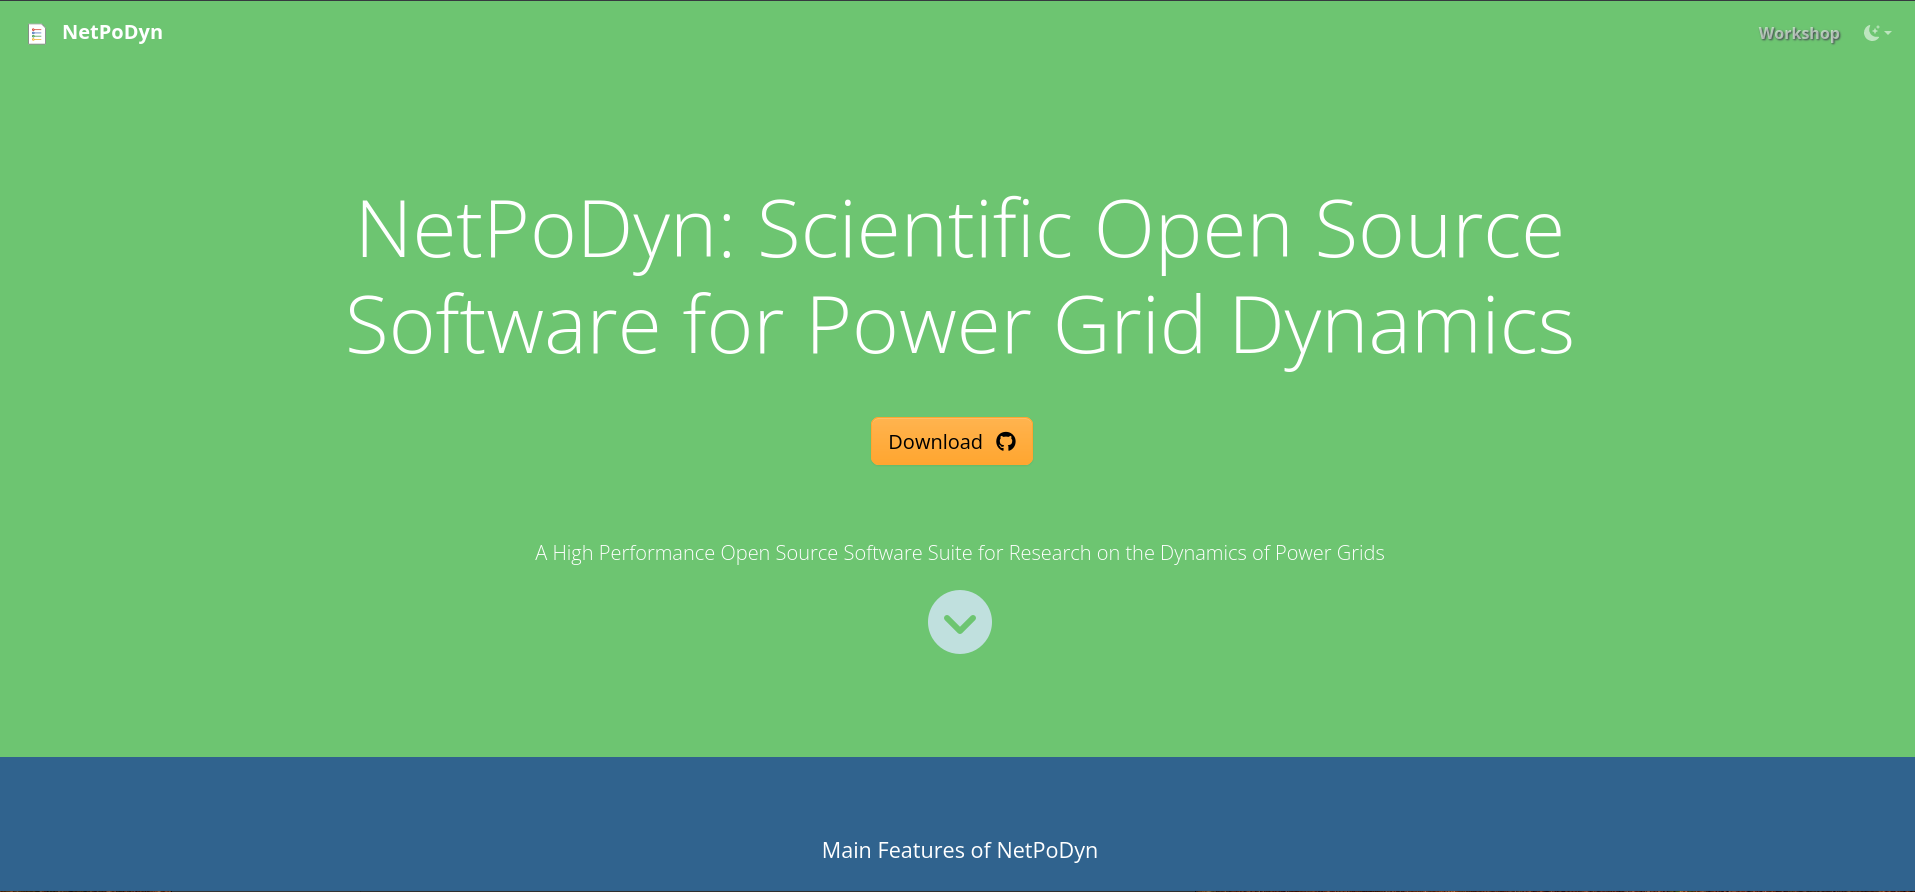 NetPoDyn
Workshop
NetPoDyn: Scientific Open Source
Software for Power Grid Dynamics
Download
A High Performance Open Source Software Suite for Research on the Dynamics of Power Grids
Main Features of NetPoDyn